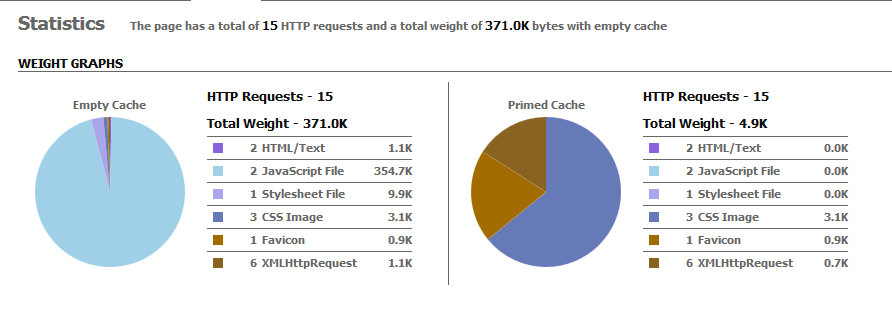 Statistics The page has a total of 15 HTTP requests and a total weight of 371.0K bytes with empty cache
WEIGHT GRAPHS
Empty Cache
HTTP Requests - 15
Total Weight - 371.0K
2 HTML/Text 1.1K
2 JavaScript File 354.7K
1 Stylesheet File 9.9K
3 CSS Image 3.1K
1 Favicon 0.9K
6 XMLHttpRequest 1.1K
Primed Cache
HTTP Requests - 15
Total Weight - 4.9K
2 HTML/Text 0.0K
2 JavaScript File 0.0K
1 Stylesheet File 0.0K
3 CSS Image 3.1K
1 Favicon 0.9K
6 XMLHttpRequest 0.7K